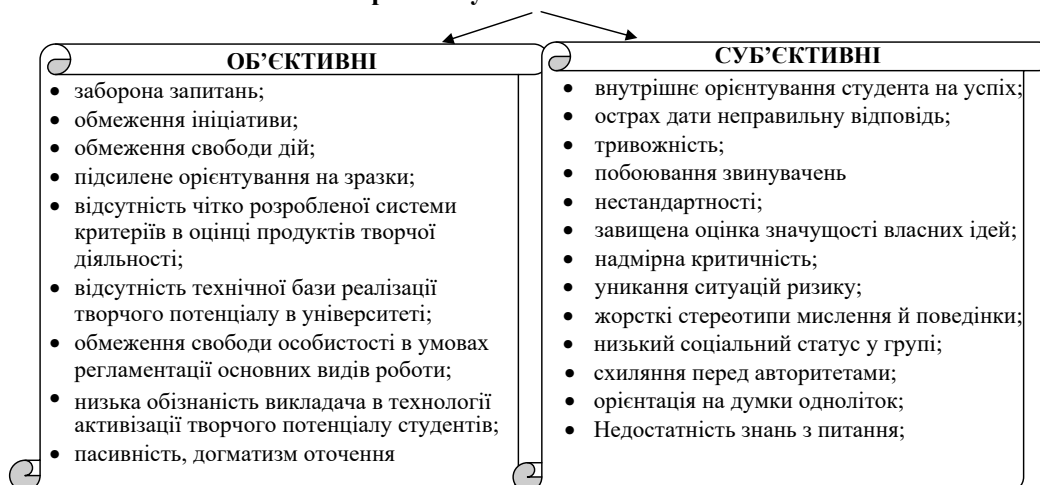 ОБ’ЄКТИВНІ
• заборона запитань;
• обмеження ініціативи;
• обмеження свободи дій;
• підсилене орієнтування на зразки;
• відсутність чітко розробленої системи
критеріїв в оцінці продуктів творчої
діяльності;
• відсутність технічної бази реалізації
творчого потенціалу в університеті;
• обмеження свободи особистості в умовах
регламентації основних видів роботи;
• низька обізнаність викладача в технології
активізації творчого потенціалу студентів;
• пасивність, догматизм оточення
СУБ’ЄКТИВНІ
• внутрішнє орієнтування студента на успіх;
• острах дати неправильну відповідь;
• тривожність;
• побоювання звинувачень
• нестандартності;
• завищена оцінка значущості власних ідей;
• надмірна критичність;
• уникання ситуацій ризику;
• жорсткі стереотипи мислення й поведінки;
• низький соціальний статус у групі;
• схиляння перед авторитетами;
• орієнтація на думки одноліток;
• Недостатність знань з питання;